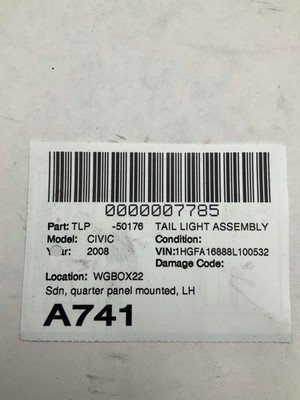 0000007785
Part: TLP -50176 TAIL LIGHT ASSEMBLY
Model: CIVIC Condition:
Year: 2008 VIN:1HGFA16888L100532
Damage Code:
Location: WGBOX22
Sdn, quarter panel mounted, LH
A741